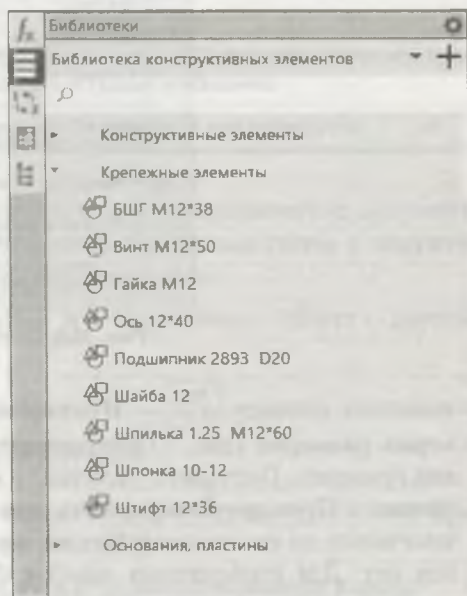 fx
Библиотеки
Библиотека конструктивных элементов
Конструктивные элементы
Крепежные элементы
БШГ М12*38
Винт М12*50
Гайка М12
Ось 12*40
Подшипник 2893 D20
Шайба 12
Шпилька 1.25 М12*60
Шпонка 10-12
Штифт 12*36
Основания, пластины